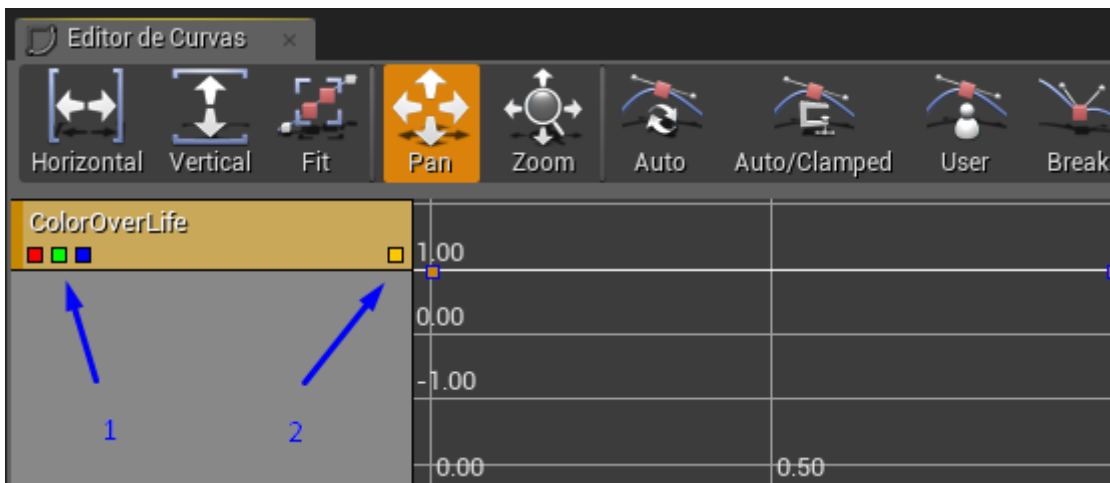 Editor de Curvas
Horizontal Vertical Fit Pan Zoom Auto Auto/Clamped User Break
ColorOverLife
1.00
0.00
-1.00
1 2
0.00 0.50